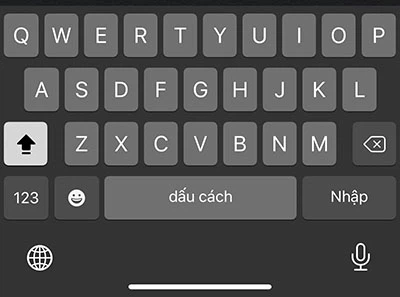 Q W E R T Y U I O P
A S D F G H J K L
Z X C V B N M
123 dấu cách Nhập